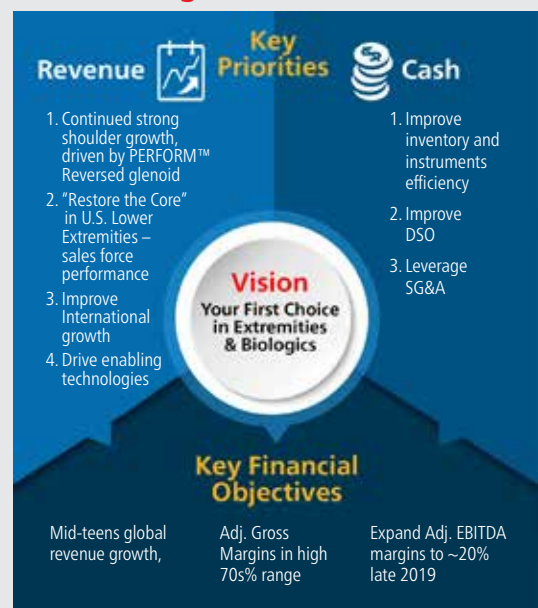 Key
Priorities
Revenue
1. Continued strong
shoulder growth,
driven by PERFORM™
Reversed glenoid
2. “Restore the Core”
in U.S. Lower
Extremities –
sales force
performance
3. Improve
International
growth
4. Drive enabling
technologies
Cash
1. Improve
inventory and
instruments
efficiency
2. Improve
DSO
3. Leverage
SG&A
Vision
Your First Choice
in Extremities
& Biologics
Key Financial
Objectives
Mid-teens global
revenue growth,
Adj. Gross
Margins in high
70s% range
Expand Adj. EBITDA
margins to ~20%
late 2019